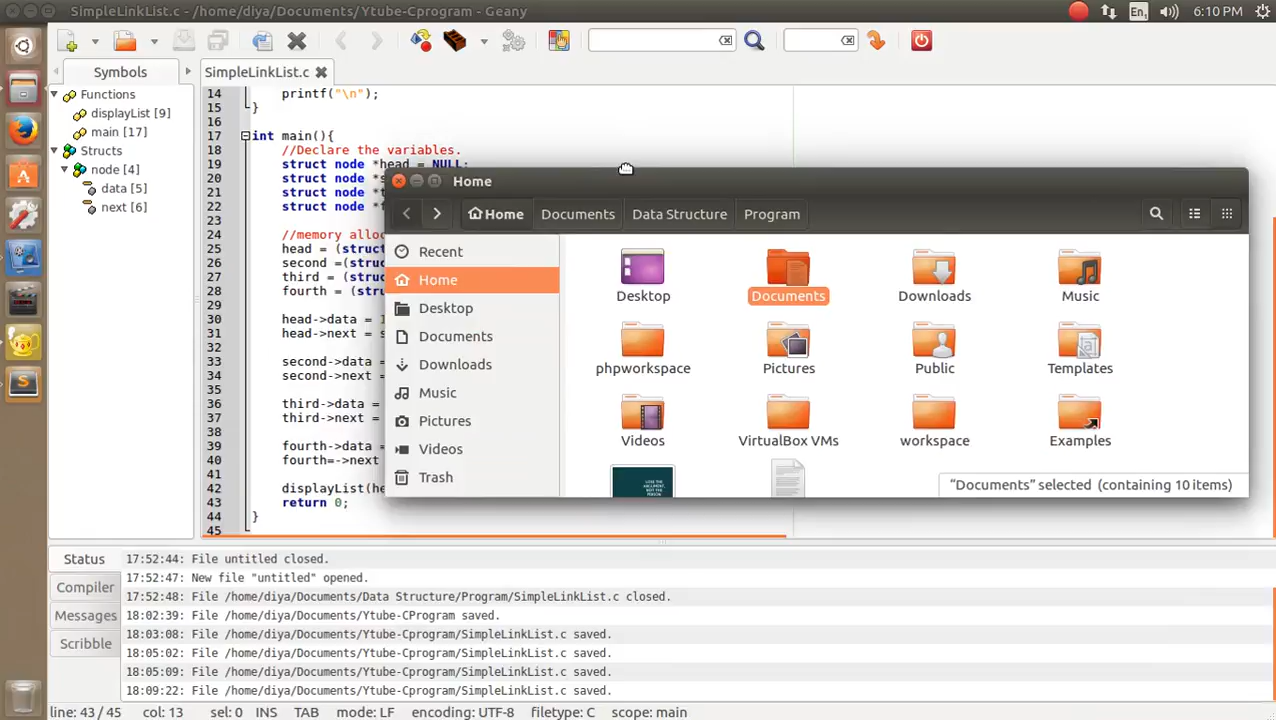 SimpleLinkList.c - /home/diya/Documents/Ytube-Cprogram - Geany
En
6:10 PM
Symbols
SimpleLinkList.c
Functions
displayList [9]
main [17]
Structs
node [4]
data [5]
next [6]
14 printf("\n");
15 }
16
17 int main(){
18 //Declare the variables.
19 struct node *head = NULL;
20 struct node *s
21 struct node *t
22 struct node *f
23
24 //memory alloc
25 head = (struct
26 second =(struc
27 third = (struc
28 fourth = (stru
29
30 head->data = 1
31 head->next = s
32
33 second->data =
34 second->next =
35
36 third->data =
37 third->next =
38
39 fourth->data =
40 fourth=->next
41
42 displayList(he
43 return 0;
44 }
45
Home
Home Documents Data Structure Program
Recent
Home
Desktop
Documents
Downloads
Music
Pictures
Videos
Trash
Desktop Documents Downloads Music
phpworkspace Pictures Public Templates
Videos VirtualBox VMs workspace Examples
"Documents" selected (containing 10 items)
Status
Compiler
Messages
Scribble
17:52:44: File untitled closed.
17:52:47: New file "untitled" opened.
17:52:48: File /home/diya/Documents/Data Structure/Program/SimpleLinkList.c closed.
18:02:39: File /home/diya/Documents/Ytube-CProgram saved.
18:03:08: File /home/diya/Documents/Ytube-Cprogram/SimpleLinkList.c saved.
18:05:02: File /home/diya/Documents/Ytube-Cprogram/SimpleLinkList.c saved.
18:05:09: File /home/diya/Documents/Ytube-Cprogram/SimpleLinkList.c saved.
18:09:22: File /home/diya/Documents/Ytube-Cprogram/SimpleLinkList.c saved.
line: 43 / 45 col: 13 sel: 0 INS TAB mode: LF encoding: UTF-8 filetype: C scope: main